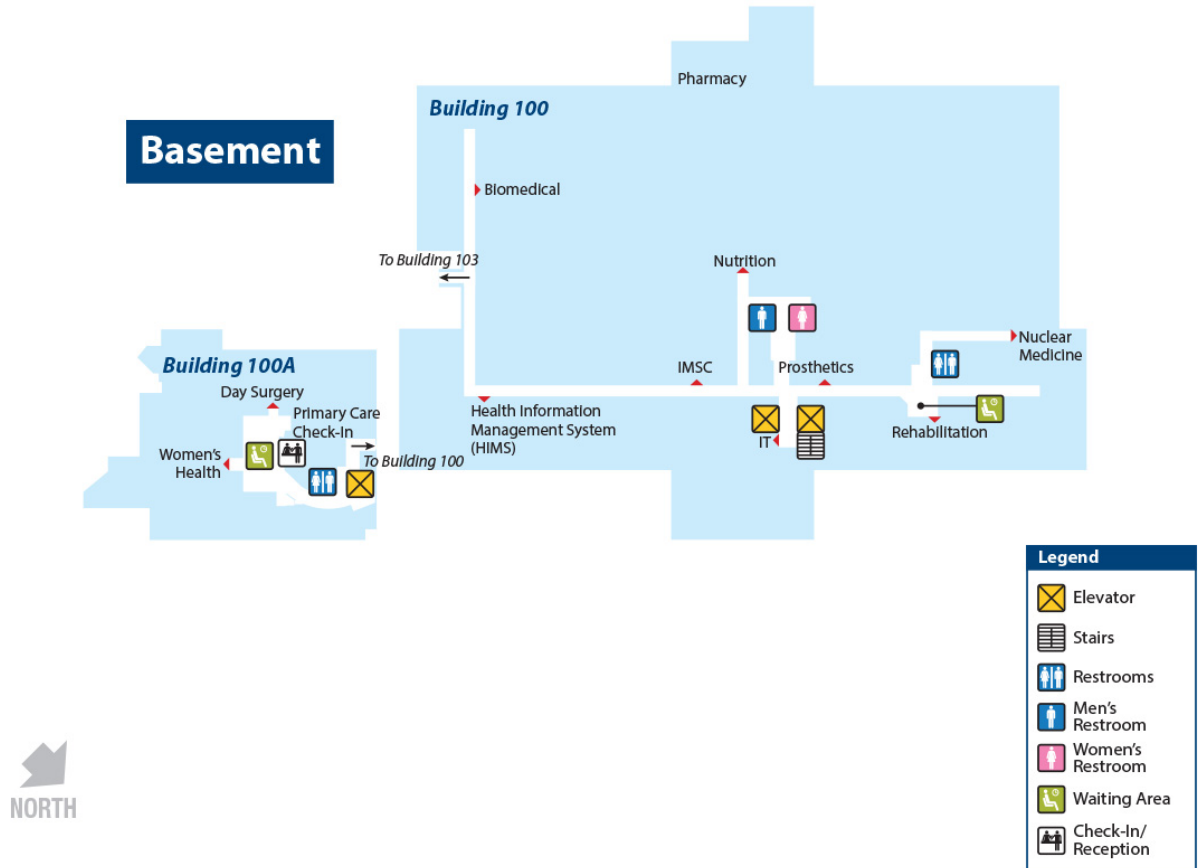 Pharmacy
Building 100
Basement
Biomedical
To Building 103
Nutrition
Nuclear
Medicine
Building 100A
IMSC
Prosthetics
Day Surgery
Primary Care
Check-In
Health Information
Management System
(HIMS)
IT
Rehabilitation
Women's
Health
To Building 100
Legend
Elevator
Stairs
Restrooms
Men's
Restroom
Women's
Restroom
Waiting Area
Check-In/
Reception
NORTH